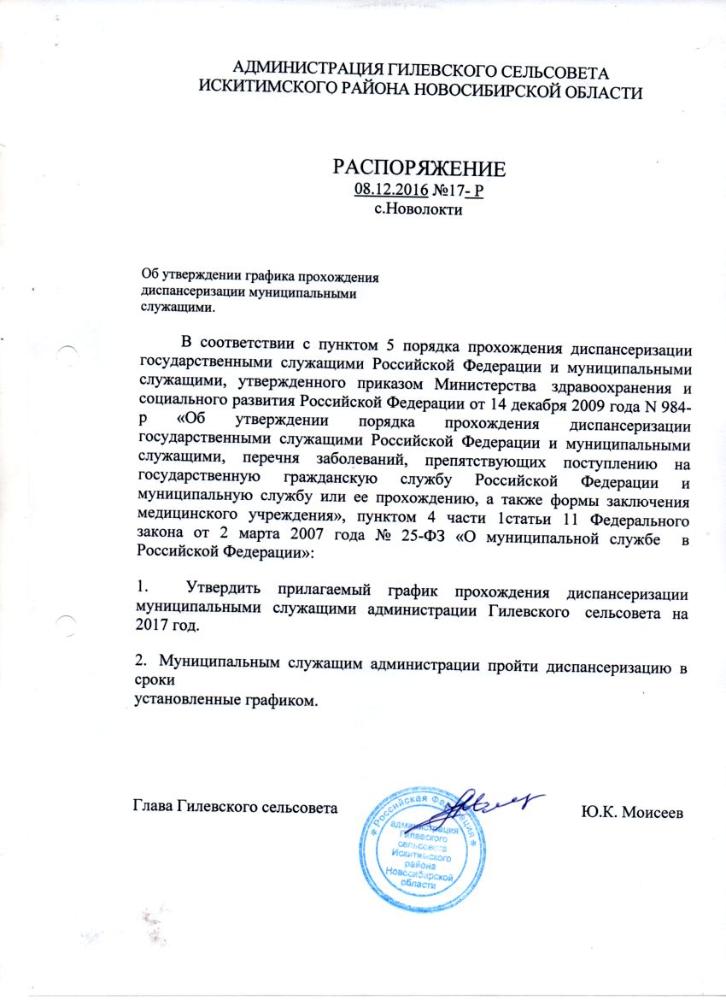 АДМИНИСТРАЦИЯ ГИЛЕВСКОГО СЕЛЬСОВЕТА
ИСКИТИМСКОГО РАЙОНА НОВОСИБИРСКОЙ ОБЛАСТИ
РАСПОРЯЖЕНИЕ
08.12.2016 №17- Р
с.Новолокти
Об утверждении графика прохождения
диспансеризации муниципальными
служащими.
В соответствии с пунктом 5 порядка прохождения диспансеризации
государственными служащими Российской Федерации и муниципальными
служащими, утвержденного приказом Министерства здравоохранения и
социального развития Российской Федерации от 14 декабря 2009 года N 984-
р «Об утверждении порядка прохождения диспансеризации
государственными служащими Российской Федерации и муниципальными
служащими, перечня заболеваний, препятствующих поступлению на
государственную гражданскую службу Российской Федерации и
муниципальную службу или ее прохождению, а также формы заключения
медицинского учреждения», пунктом 4 части 1статьи 11 Федерального
закона от 2 марта 2007 года № 25-ФЗ «О муниципальной службе в
Российской Федерации»:
1. Утвердить прилагаемый график прохождения диспансеризации
муниципальными служащими администрации Гилевского сельсовета на
2017 год.
2. Муниципальным служащим администрации пройти диспансеризацию в
сроки
установленные графиком.
Глава Гилевского сельсовета
Ю.К. Моисеев
* Российская Федерация *
администрация
Гилевского
сельсовета
Искитимского
района
Новосибирской
области